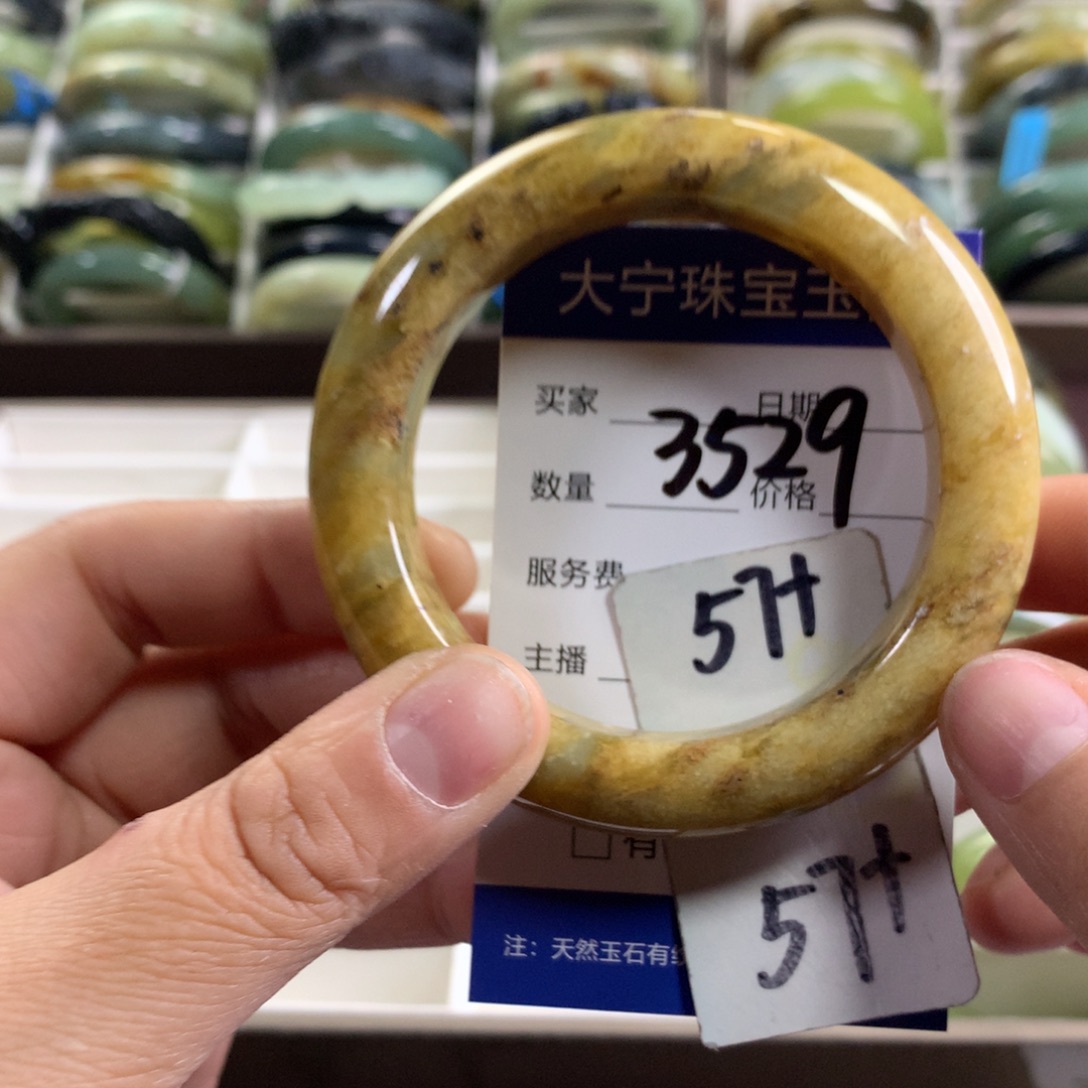 大宁珠宝玉
买家 日期
3529
数量 价格
服务费
57+
主播
有
57+
注：天然玉石有